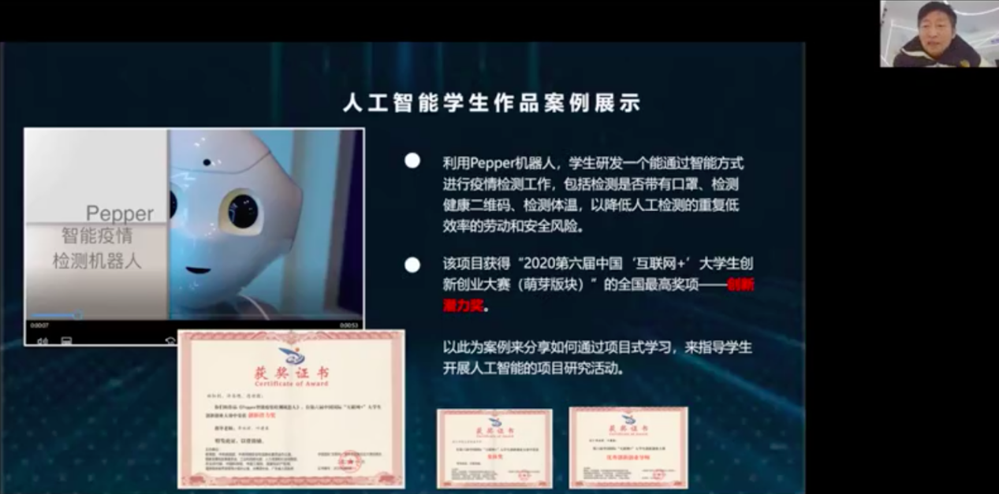 人工智能学生作品案例展示
Pepper
智能疫情
检测机器人
0:00:07
0:00:53
利用Pepper机器人，学生研发一个能通过智能方式
进行疫情检测工作，包括检测是否带有口罩、检测
健康二维码、检测体温，以降低人工检测的重复低
效率的劳动和安全风险。
该项目获得“2020第六届中国‘互联网+’大学生创
新创业大赛（萌芽版块）”的全国最高奖项——创新
潜力奖。
以此为案例来分享如何通过项目式学习，来指导学生
开展人工智能的项目研究活动。
获奖证书
Certificate of Award
创新潜力奖
获奖证书
获奖证书